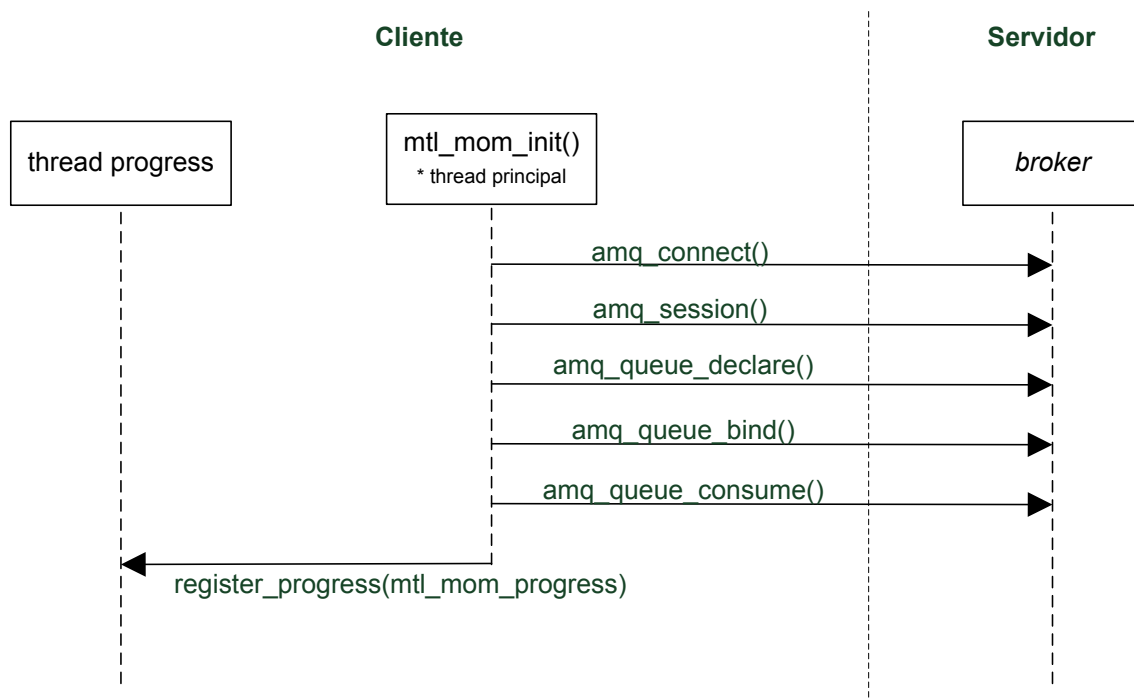 Cliente
Servidor
thread progress
mtl_mom_init()
* thread principal
broker
amq_connect()
amq_session()
amq_queue_declare()
amq_queue_bind()
amq_queue_consume()
register_progress(mtl_mom_progress)